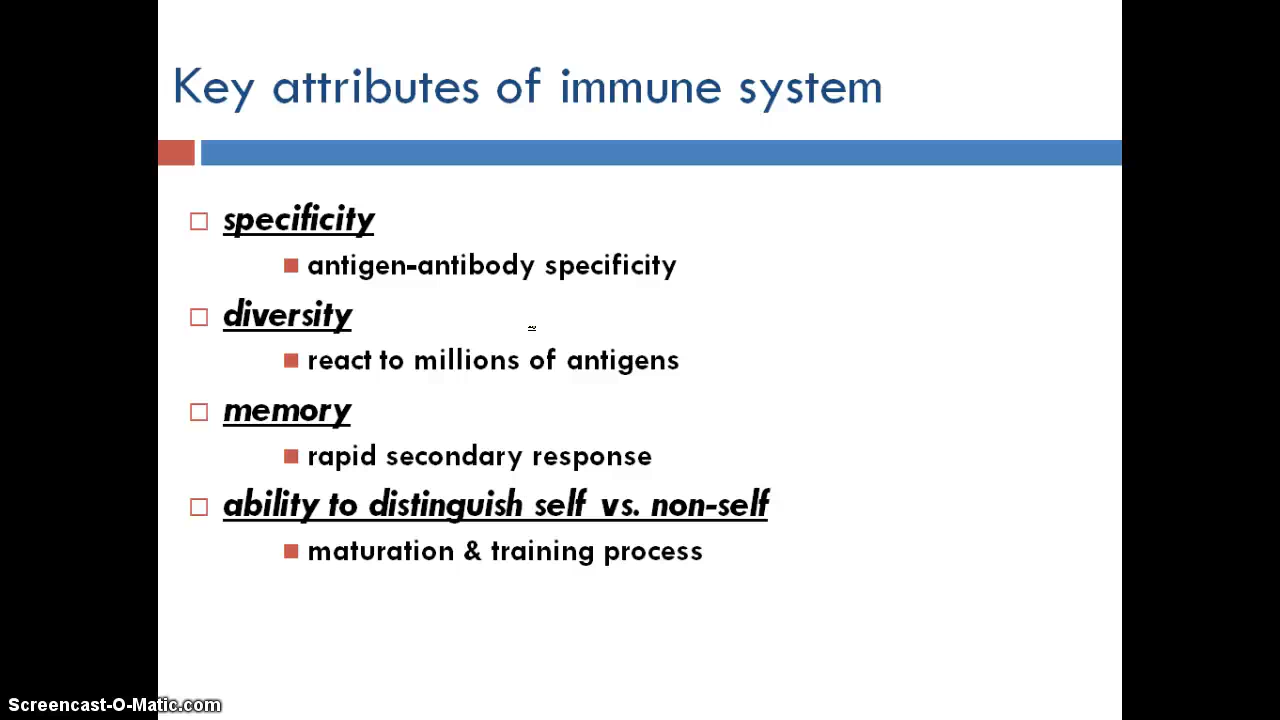 Key attributes of immune system
specificity
antigen-antibody specificity
diversity
react to millions of antigens
memory
rapid secondary response
ability to distinguish self vs. non-self
maturation & training process
Screencast-O-Matic.com